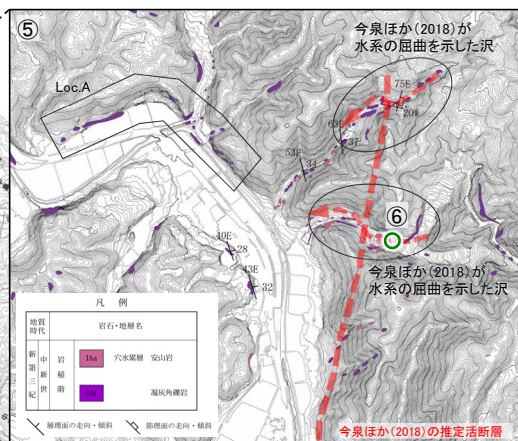 ⑤
今泉ほか(2018)が
水系の屈曲を示した沢
Loc.A
75E
20
63E
37
53E
34
⑥
40E
28
43E
32
今泉ほか(2018)が
水系の屈曲を示した沢
凡 例
地質時代 岩石・地層名
新第三紀 中新世 岩稲階
IAa 穴水累層 安山岩
IAt 凝灰角礫岩
層理面の走向・傾斜 節理面の走向・傾斜
今泉ほか(2018)の推定活断層